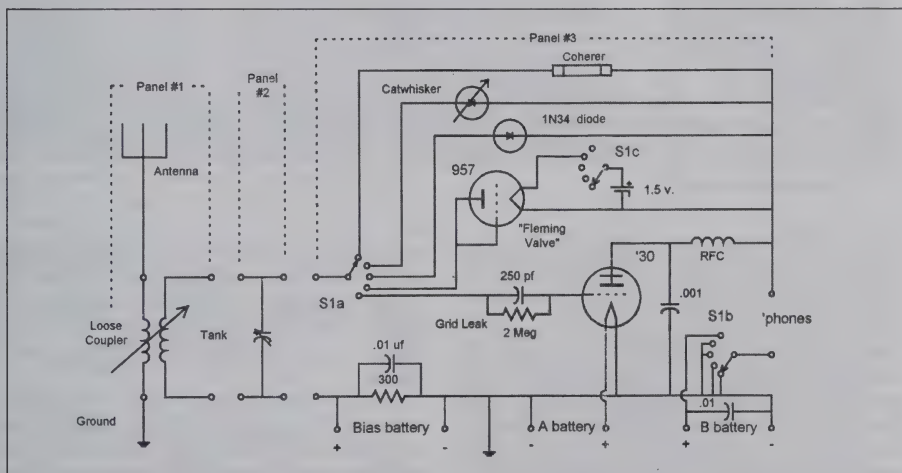 Panel #3
Coherer
Panel #1
Panel
#2
Catwhisker
1N34 diode
Antenna
957
S1c
1.5 v.
"Fleming
Valve"
'30
RFC
250 pf
S1a
.001
Grid Leak
2 Meg
S1b
'phones
Loose
Coupler
Tank
.01 uf
300
.01
Ground
Bias battery
A battery
B battery
+
-
-
+
+
-